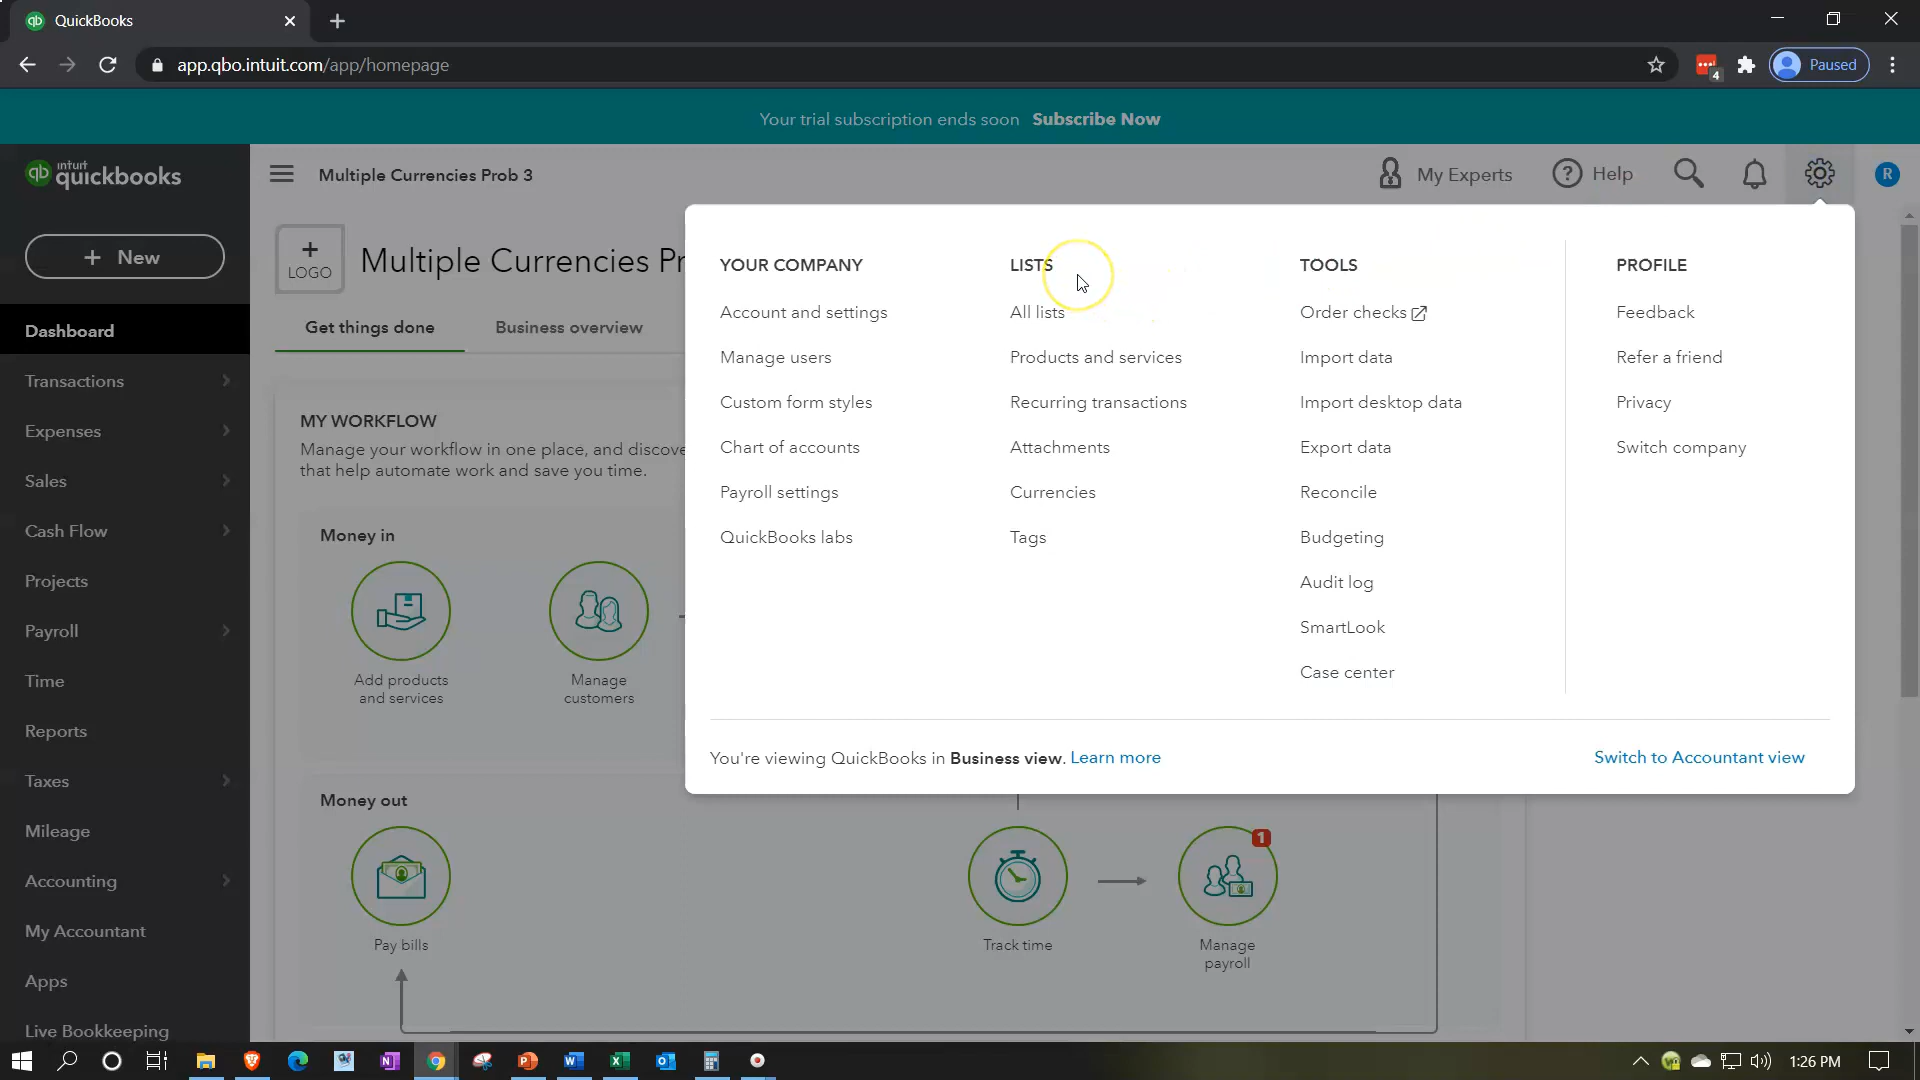 QuickBooks
app.qbo.intuit.com/app/homepage
4
Paused
Your trial subscription ends soon Subscribe Now
qb intuit quickbooks
Multiple Currencies Prob 3
My Experts
? Help
R
+ New
+ LOGO
Multiple Currencies Pr
Get things done
Business overview
Dashboard
Transactions
Expenses
Sales
Cash Flow
Projects
Payroll
Time
Reports
Taxes
Mileage
Accounting
My Accountant
Apps
Live Bookkeeping
MY WORKFLOW
Manage your workflow in one place, and discove
that help automate work and save you time.
Money in
Add products
and services
Manage
customers
Money out
Pay bills
Track time
1
Manage
payroll
YOUR COMPANY
Account and settings
Manage users
Custom form styles
Chart of accounts
Payroll settings
QuickBooks labs
LISTS
All lists
Products and services
Recurring transactions
Attachments
Currencies
Tags
TOOLS
Order checks
Import data
Import desktop data
Export data
Reconcile
Budgeting
Audit log
SmartLook
Case center
PROFILE
Feedback
Refer a friend
Privacy
Switch company
You're viewing QuickBooks in Business view. Learn more
Switch to Accountant view
1:26 PM